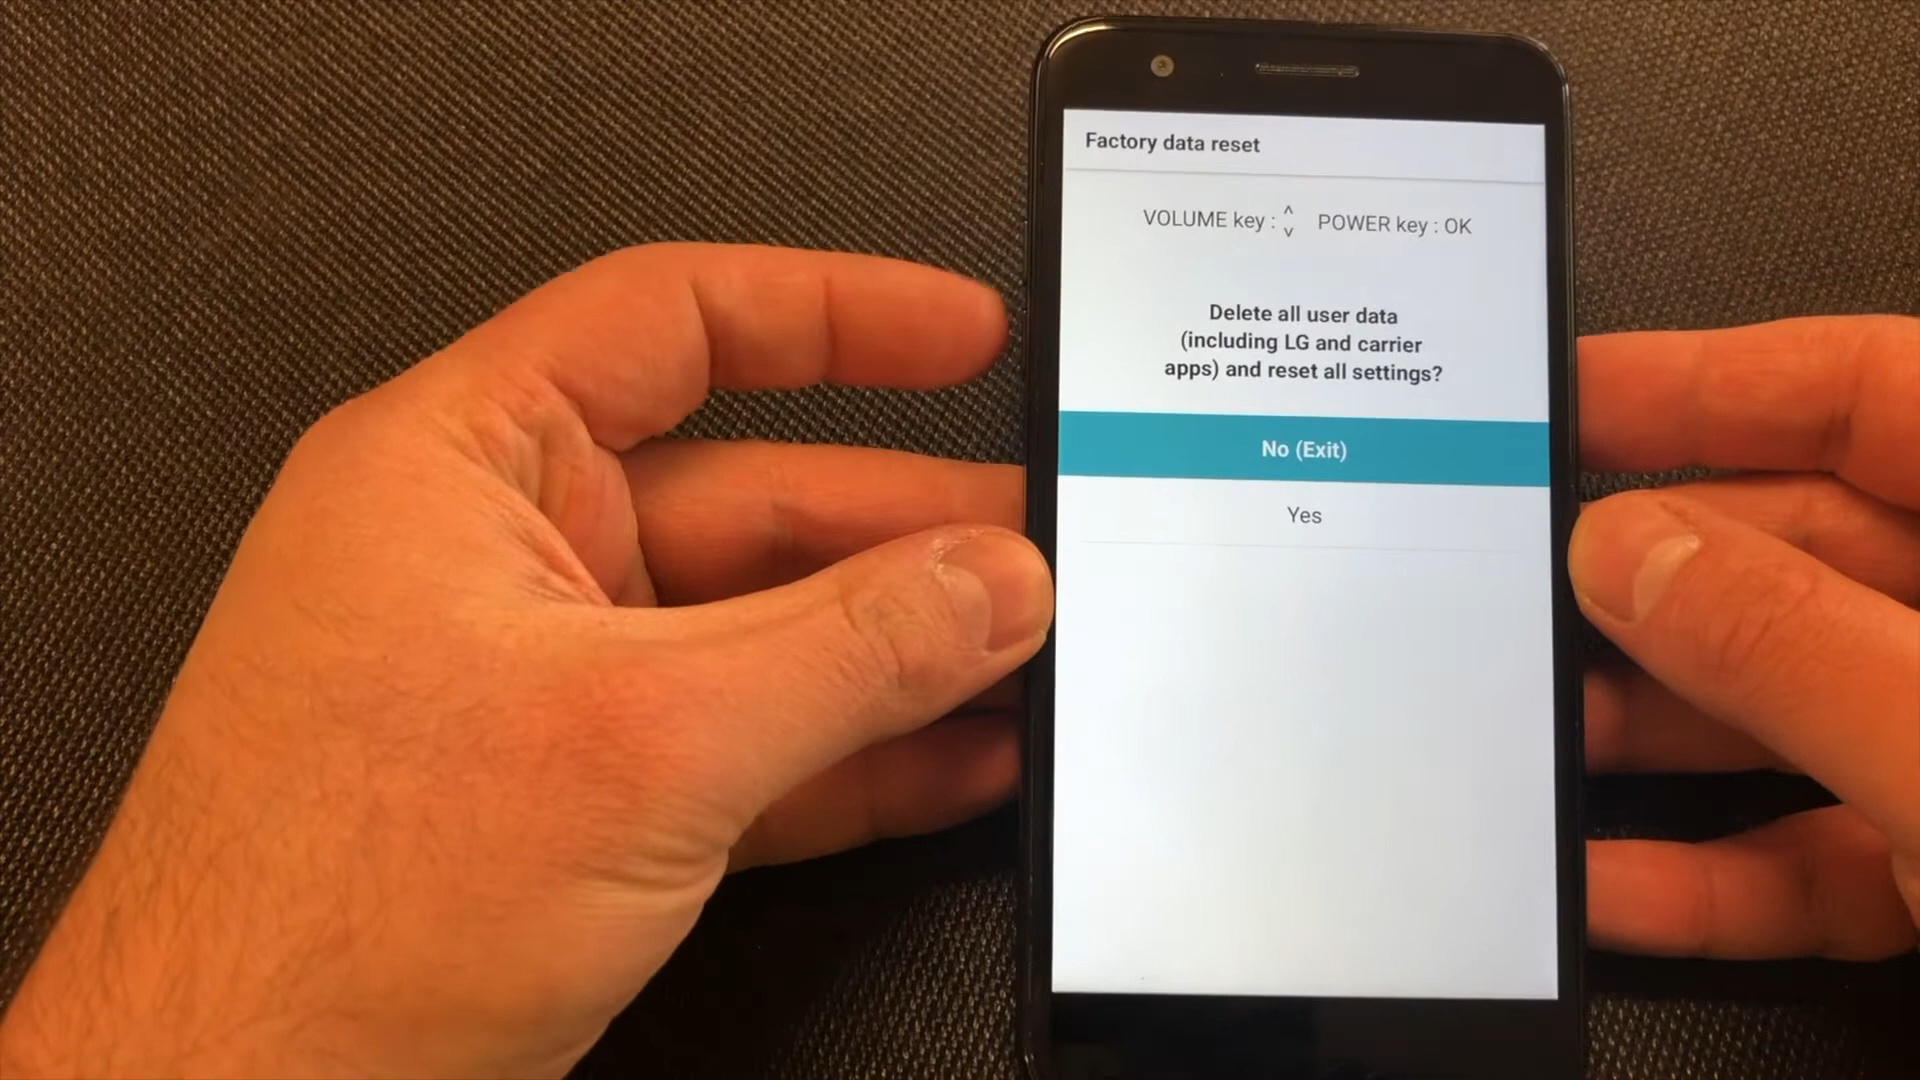 Factory data reset
VOLUME key : ^ v POWER key : OK
Delete all user data
(including LG and carrier
apps) and reset all settings?
No (Exit)
Yes